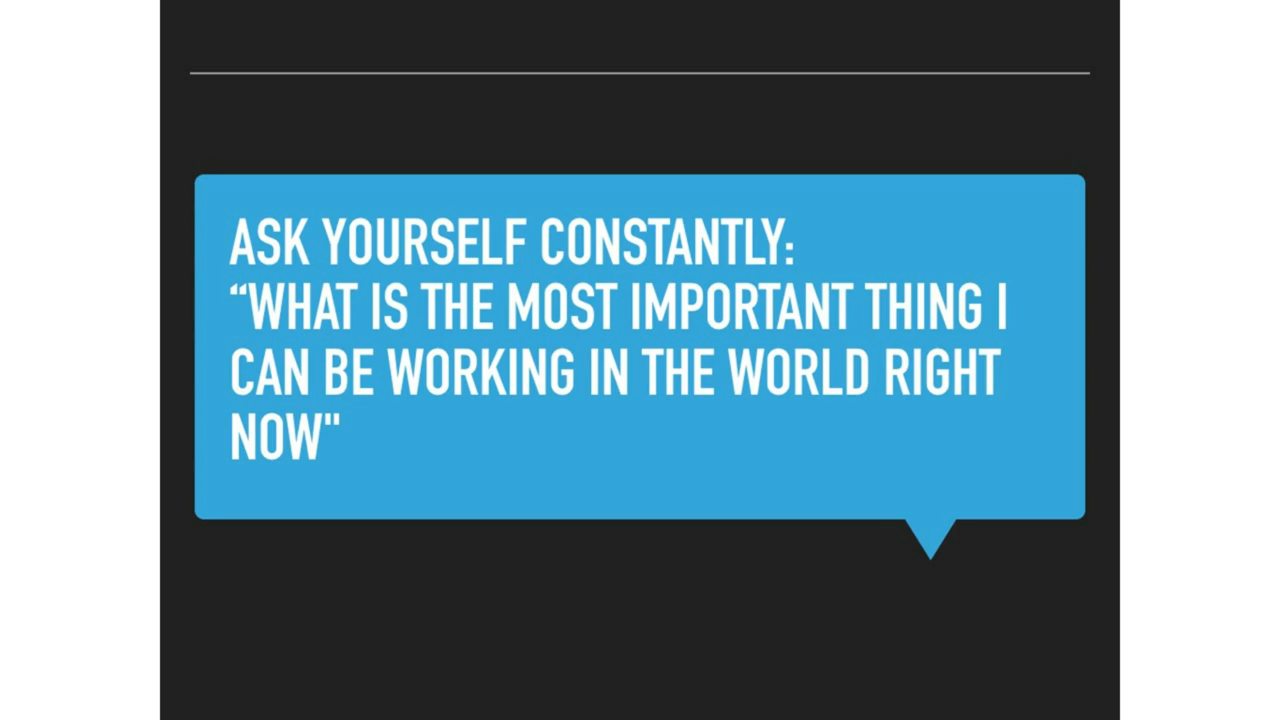 ASK YOURSELF CONSTANTLY:
“WHAT IS THE MOST IMPORTANT THING I
CAN BE WORKING IN THE WORLD RIGHT
NOW"